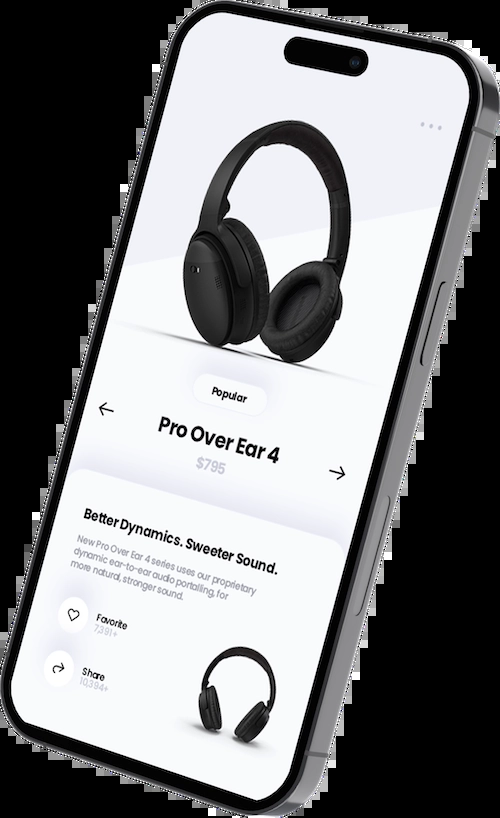 Popular
Pro Over Ear 4
$795
Better Dynamics. Sweeter Sound.
New Pro Over Ear 4 series uses our proprietary
dynamic ear-to-ear audio portailing, for
more natural, stronger sound.
Favorite
7,391+
Share
10,384+